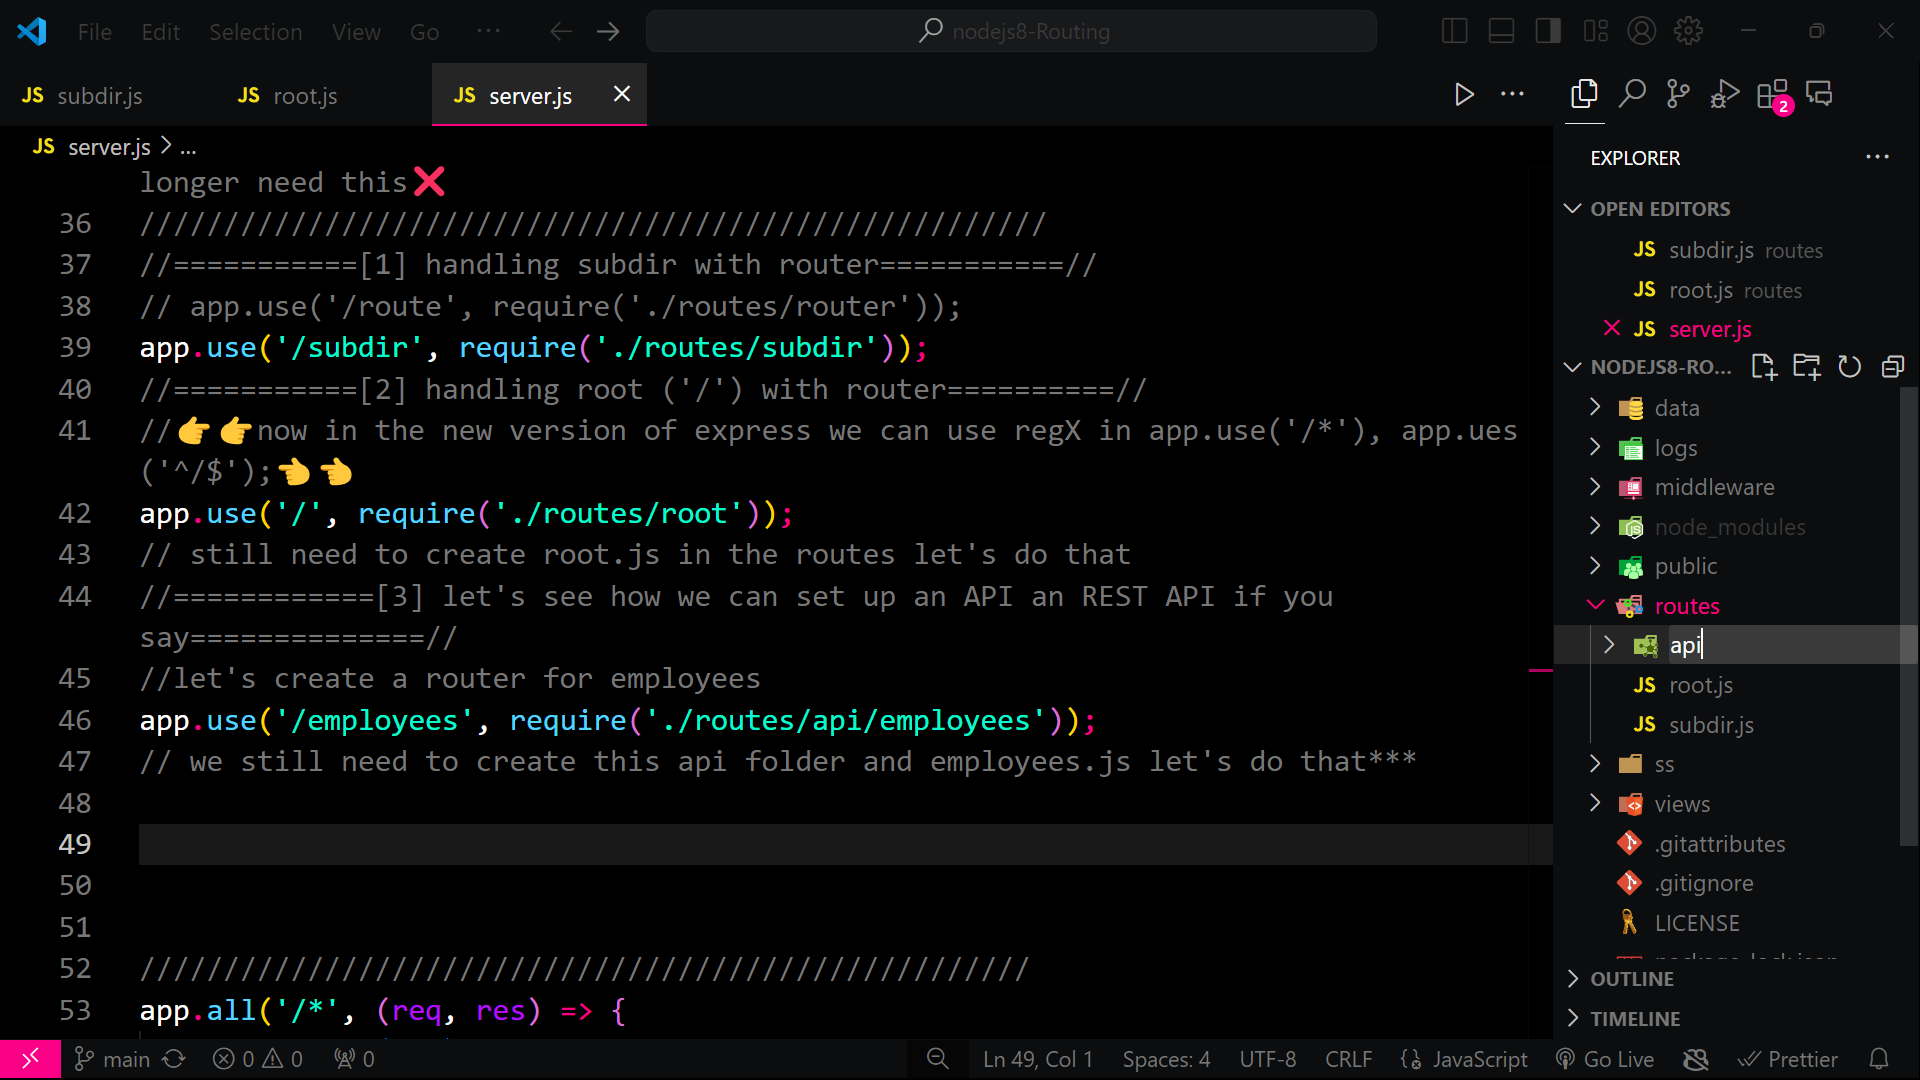 File Edit Selection View Go ... nodejs8-Routing
JS subdir.js JS root.js JS server.js
2
JS server.js > ...
longer need this❌
36 //////////////////////////////////////////////////////
37 //===========[1] handling subdir with router===========//
38 // app.use('/route', require('./routes/router'));
39 app.use('/subdir', require('./routes/subdir'));
40 //===========[2] handling root ('/') with router==========//
41 //👉👉now in the new version of express we can use regX in app.use('/*'), app.ues
('^/$');👈👈
42 app.use('/', require('./routes/root'));
43 // still need to create root.js in the routes let's do that
44 //============[3] let's see how we can set up an API an REST API if you
say==============//
45 //let's create a router for employees
46 app.use('/employees', require('./routes/api/employees'));
47 // we still need to create this api folder and employees.js let's do that***
48
49
50
51
52 /////////////////////////////////////////////////////
53 app.all('/*', (req, res) => {
EXPLORER
OPEN EDITORS
JS subdir.js routes
JS root.js routes
JS server.js
NODEJS8-RO...
data
logs
middleware
node_modules
public
routes
api
JS root.js
JS subdir.js
ss
views
.gitattributes
.gitignore
LICENSE
OUTLINE
TIMELINE
main 0 0 0 Ln 49, Col 1 Spaces: 4 UTF-8 CRLF {} JavaScript Go Live Prettier